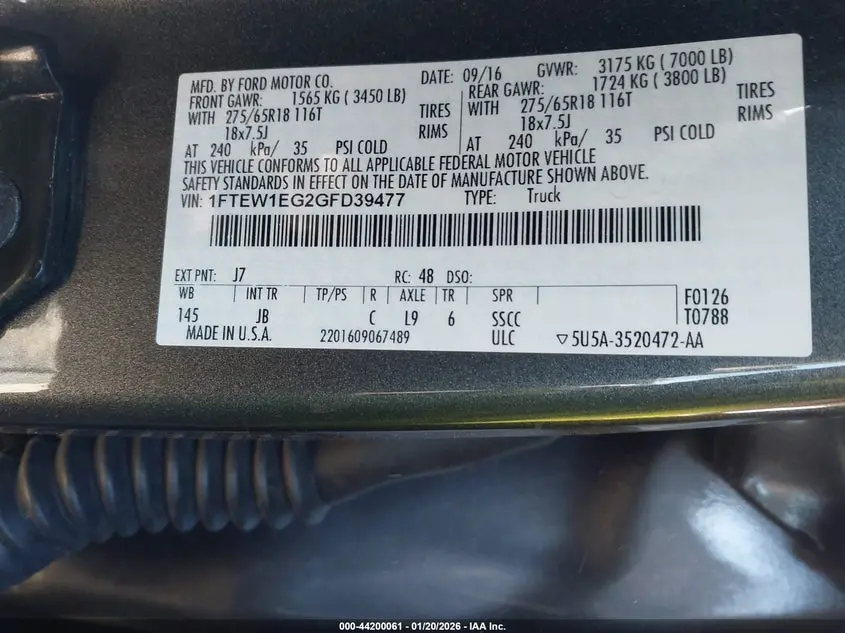 MFD. BY FORD MOTOR CO. DATE: 09/16 GVWR: 3175 KG ( 7000 LB)
FRONT GAWR: 1565 KG ( 3450 LB) REAR GAWR: 1724 KG ( 3800 LB)
WITH 275/65R18 116T TIRES WITH 275/65R18 116T TIRES
18x7.5J RIMS 18x7.5J RIMS
AT 240 kPa/ 35 PSI COLD AT 240 kPa/ 35 PSI COLD
THIS VEHICLE CONFORMS TO ALL APPLICABLE FEDERAL MOTOR VEHICLE
SAFETY STANDARDS IN EFFECT ON THE DATE OF MANUFACTURE SHOWN ABOVE.
VIN: 1FTEW1EG2GFD39477 TYPE: Truck
EXT PNT: J7 RC: 48 DSO:
WB INT TR TP/PS R AXLE TR SPR F0126
145 JB C L9 6 SSCC T0788
MADE IN U.S.A. 2201609067489 ULC ▽5U5A-3520472-AA
000-44200061 | 01/20/2026 - IAA Inc.